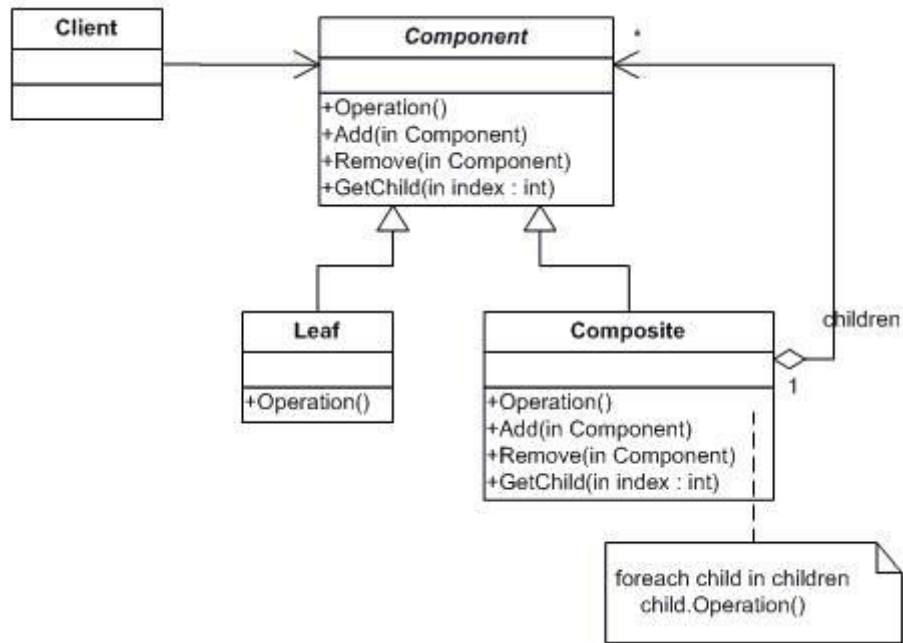 Client
Component
*
+Operation()
+Add(in Component)
+Remove(in Component)
+GetChild(in index : int)
Leaf
+Operation()
Composite
children
1
+Operation()
+Add(in Component)
+Remove(in Component)
+GetChild(in index : int)
foreach child in children
child.Operation()